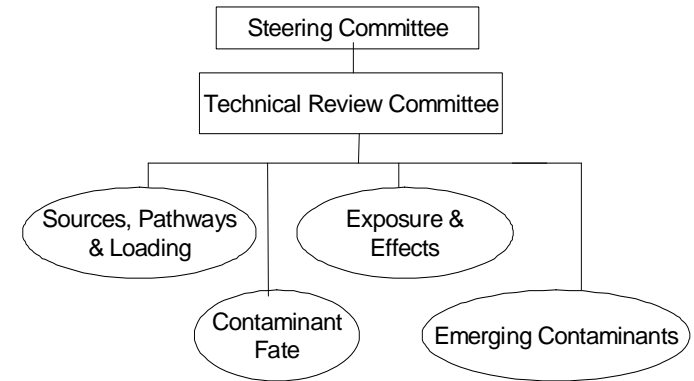 Steering Committee
Technical Review Committee
Sources, Pathways
& Loading
Exposure &
Effects
Contaminant
Fate
Emerging Contaminants